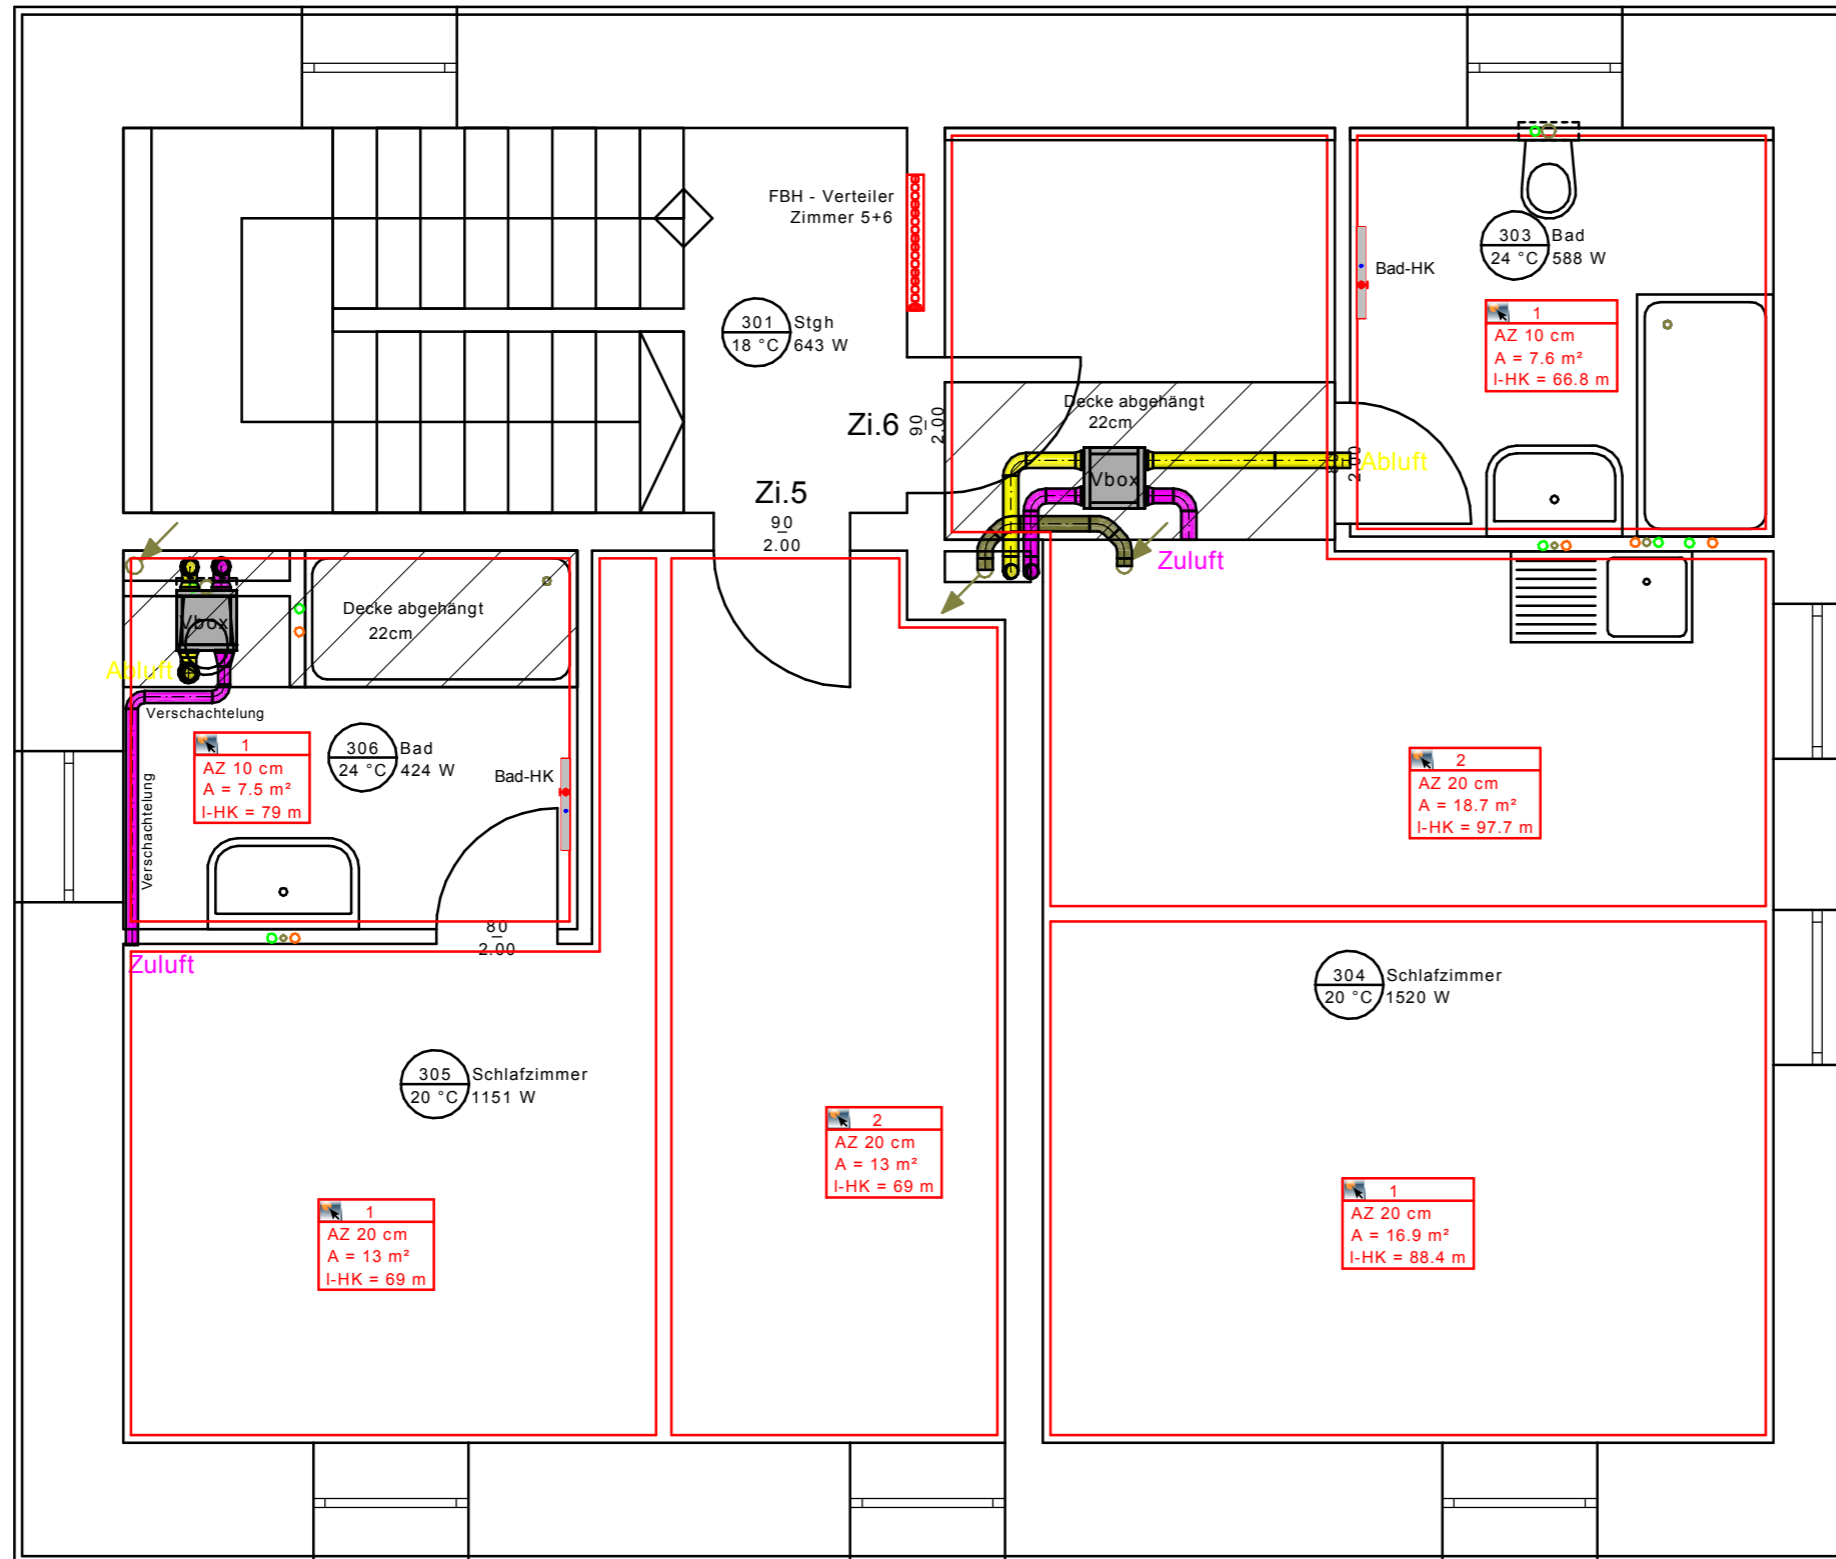 FBH - Verteiler
Zimmer 5+6
301 Stgh
18 °C 643 W
303 Bad
24 °C 588 W
Bad-HK
1
AZ 10 cm
A = 7.6 m²
l-HK = 66.8 m
Zi.6
90
2.00
Decke abgehängt
22cm
Vbox
Abluft
80
2.00
Zuluft
Zi.5
90
2.00
Decke abgehängt
22cm
Vbox
Abluft
Verschachtelung
Verschachtelung
306 Bad
24 °C 424 W
Bad-HK
1
AZ 10 cm
A = 7.5 m²
l-HK = 79 m
80
2.00
Zuluft
2
AZ 20 cm
A = 18.7 m²
l-HK = 97.7 m
304 Schlafzimmer
20 °C 1520 W
305 Schlafzimmer
20 °C 1151 W
2
AZ 20 cm
A = 13 m²
l-HK = 69 m
1
AZ 20 cm
A = 13 m²
l-HK = 69 m
1
AZ 20 cm
A = 16.9 m²
l-HK = 88.4 m